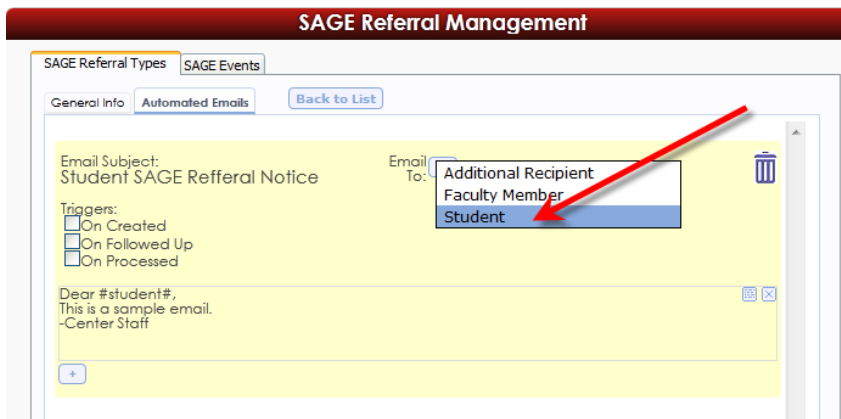 SAGE Referral Management
SAGE Referral Types SAGE Events
General Info Automated Emails Back to List
Email Subject:
Student SAGE Refferal Notice
Email
To:
Additional Recipient
Faculty Member
Student
Triggers:
On Created
On Followed Up
On Processed
Dear #student#,
This is a sample email.
-Center Staff
+